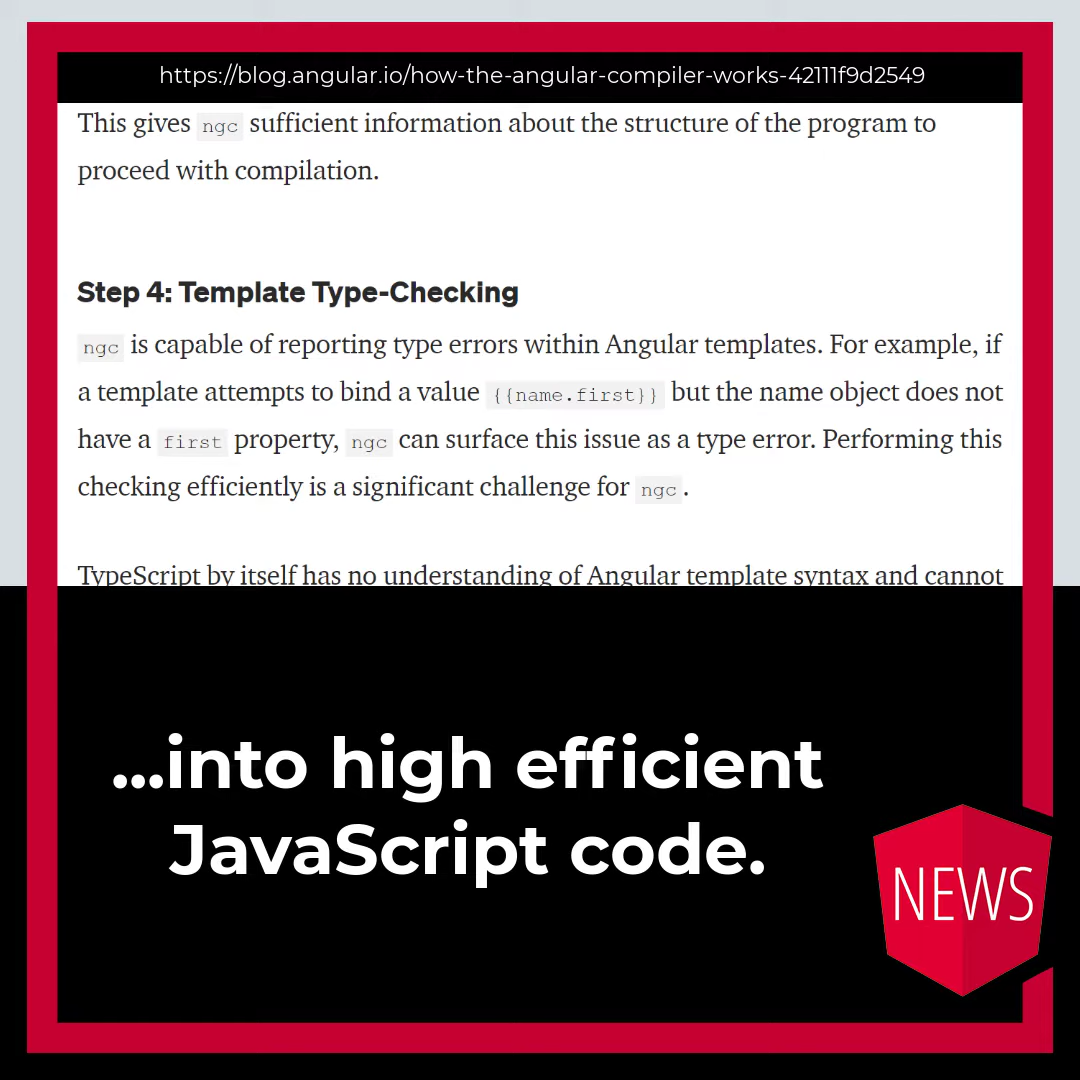 https://blog.angular.io/how-the-angular-compiler-works-42111f9d2549
This gives ngc sufficient information about the structure of the program to
proceed with compilation.
Step 4: Template Type-Checking
ngc is capable of reporting type errors within Angular templates. For example, if
a template attempts to bind a value {{name.first}} but the name object does not
have a first property, ngc can surface this issue as a type error. Performing this
checking efficiently is a significant challenge for ngc.
TypeScript by itself has no understanding of Angular template syntax and cannot
...into high efficient
JavaScript code.
NEWS